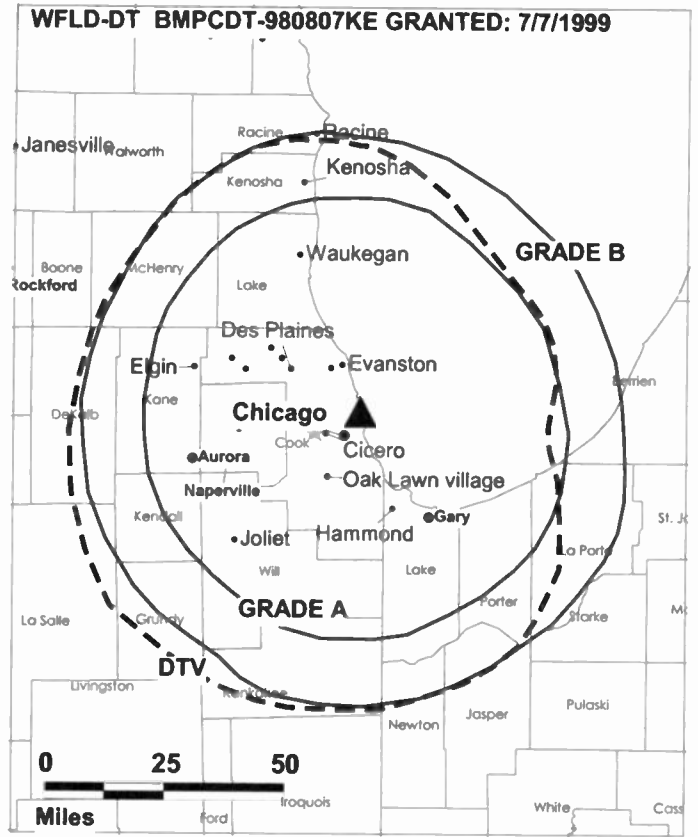 WFLD-DT BMPCDT-980807KE GRANTED: 7/7/1999
Racine
Racine
Janesville
Walworth
Kenosha
Kenosha
GRADE B
Waukegan
Boone
McHenry
Rockford
Lake
Des Plaines
Elgin
Evanston
Berrien
Kane
DeKalb
Chicago
Cook
Cicero
Aurora
Oak Lawn village
Naperville
Kendall
Gary
St. Jo
Joliet
Hammond
La Porte
Will
Lake
GRADE A
Porter
La Salle
Grundy
Starke
DTV
Livingston
Kankakee
Newton
Jasper
Pulaski
0 25 50
Iroquois
Miles
Ford
White
Cass